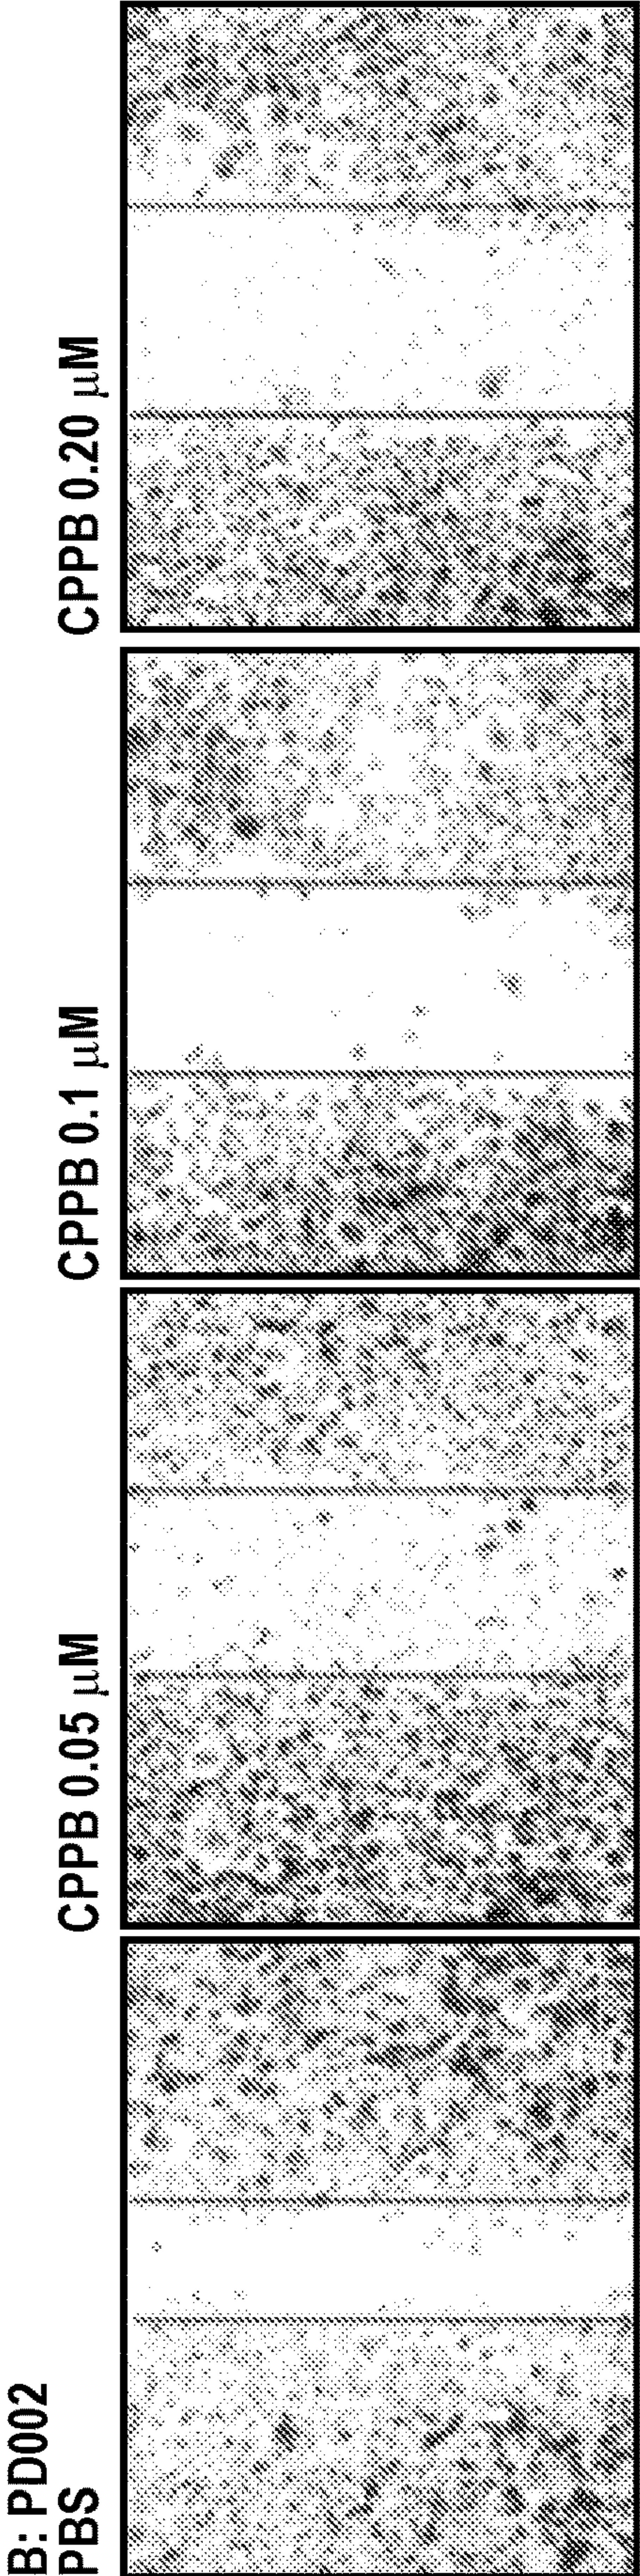 B: PD002
PBS
CPPB 0.05 μM
CPPB 0.1 μM
CPPB 0.20 μM